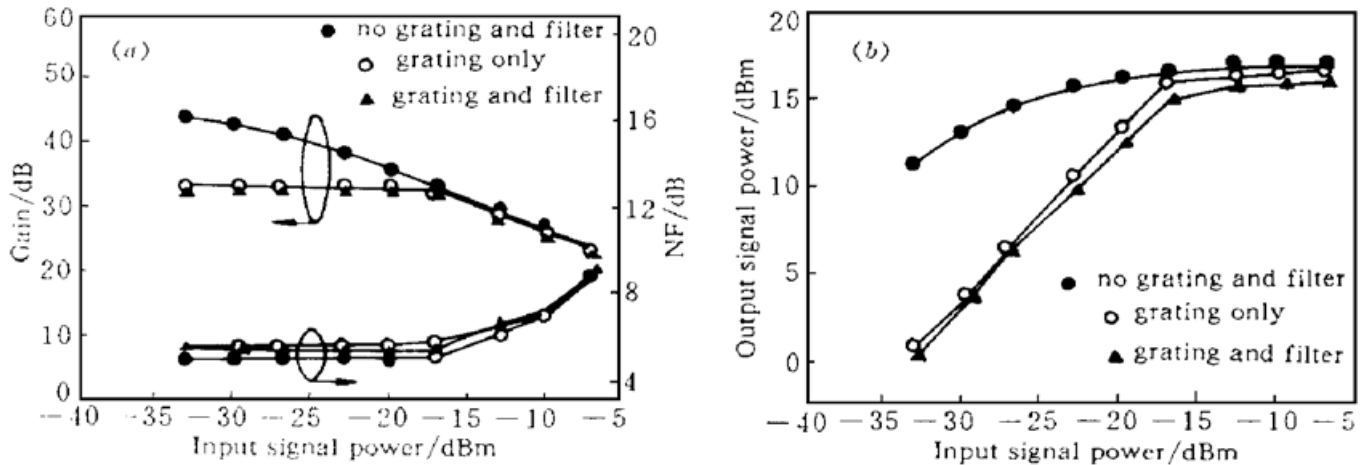 (a)
no grating and filter
grating only
grating and filter
Gain/dB
60
50
40
30
20
10
0
NF/dB
20
16
12
8
4
−40 −35 −30 −25 −20 −15 −10 −5
Input signal power/dBm
(b)
no grating and filter
grating only
grating and filter
Output signal power/dBm
20
15
10
5
0
−40 −35 −30 −25 −20 −15 −10 −5
Input signal power/dBm